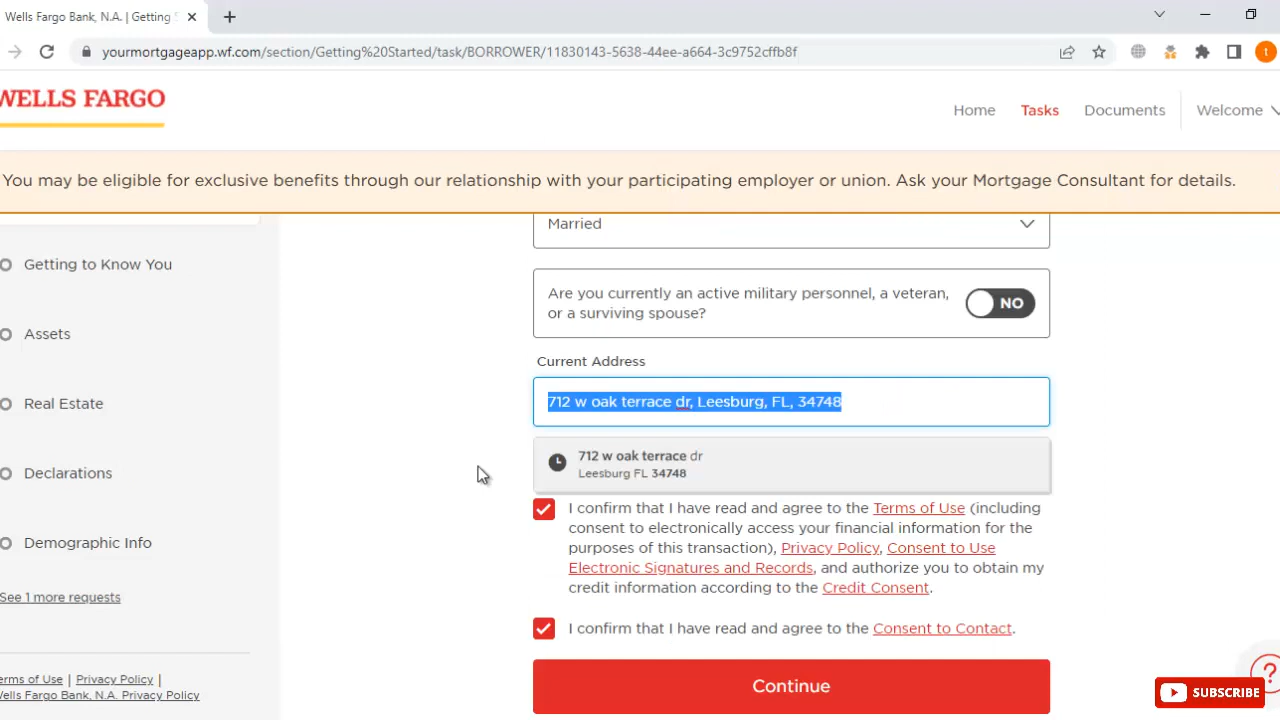 Wells Fargo Bank, N.A. | Getting S
yourmortgageapp.wf.com/section/Getting%20Started/task/BORROWER/11830143-5638-44ee-a664-3c9752cffb8f
t
WELLS FARGO
Home
Tasks
Documents
Welcome
You may be eligible for exclusive benefits through our relationship with your participating employer or union. Ask your Mortgage Consultant for details.
Getting to Know You
Assets
Real Estate
Declarations
Demographic Info
See 1 more requests
erms of Use | Privacy Policy |
Wells Fargo Bank, N.A. Privacy Policy
Married
Are you currently an active military personnel, a veteran,
or a surviving spouse?
NO
Current Address
712 w oak terrace dr, Leesburg, FL, 34748
712 w oak terrace dr
Leesburg FL 34748
I confirm that I have read and agree to the Terms of Use (including
consent to electronically access your financial information for the
purposes of this transaction), Privacy Policy, Consent to Use
Electronic Signatures and Records, and authorize you to obtain my
credit information according to the Credit Consent.
I confirm that I have read and agree to the Consent to Contact.
Continue
?
SUBSCRIBE